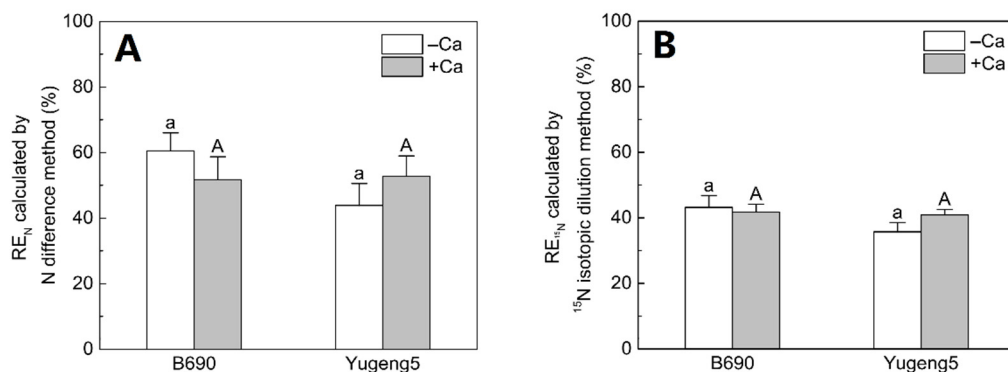 A
RE_N calculated by
N difference method (%)
100
80
60
40
20
0
–Ca
+Ca
a
A
a
A
B690
Yugeng5
B
RE_¹⁵N calculated by
¹⁵N isotopic dilution method (%)
100
80
60
40
20
0
–Ca
+Ca
a
A
a
A
B690
Yugeng5